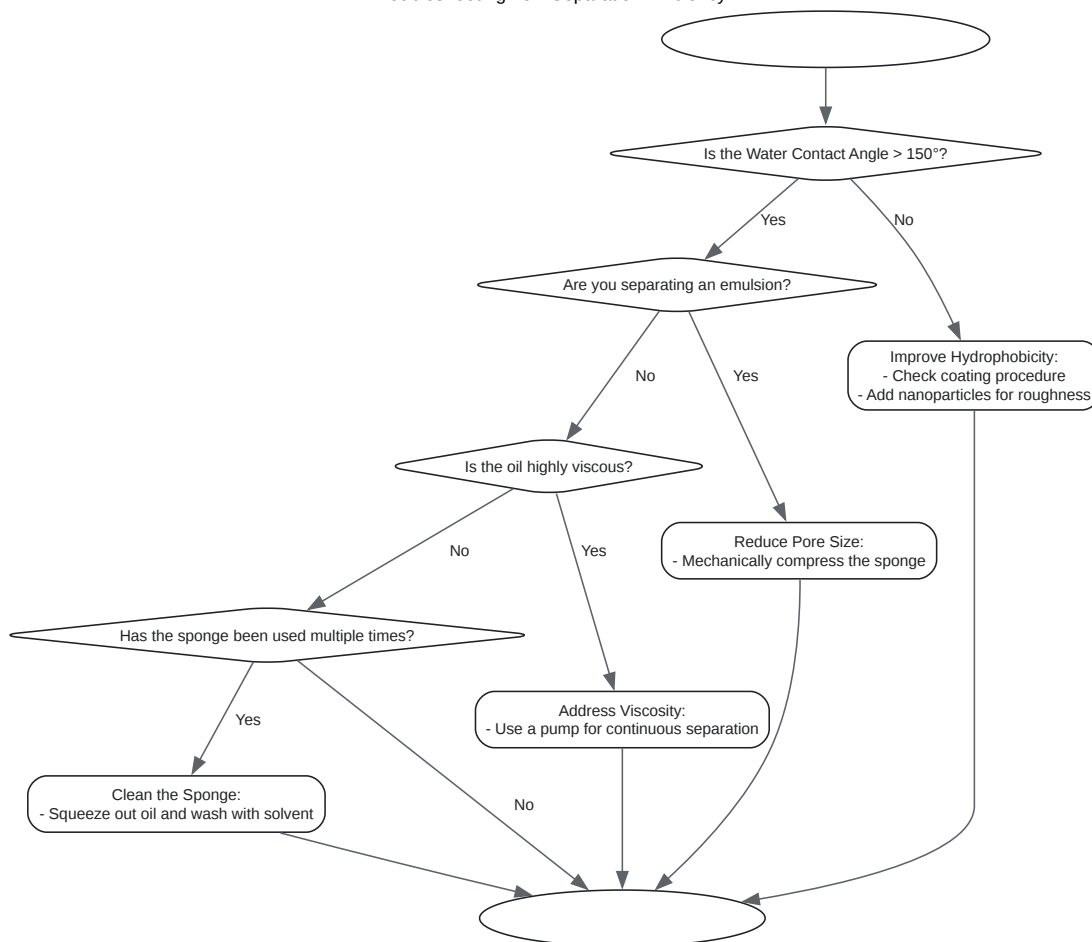 Is the Water Contact Angle > 150°?
Yes
No
Are you separating an emulsion?
No
Yes
Improve Hydrophobicity:
- Check coating procedure
- Add nanoparticles for roughness
Is the oil highly viscous?
No
Yes
Reduce Pore Size:
- Mechanically compress the sponge
Has the sponge been used multiple times?
Yes
No
Address Viscosity:
- Use a pump for continuous separation
Clean the Sponge:
- Squeeze out oil and wash with solvent